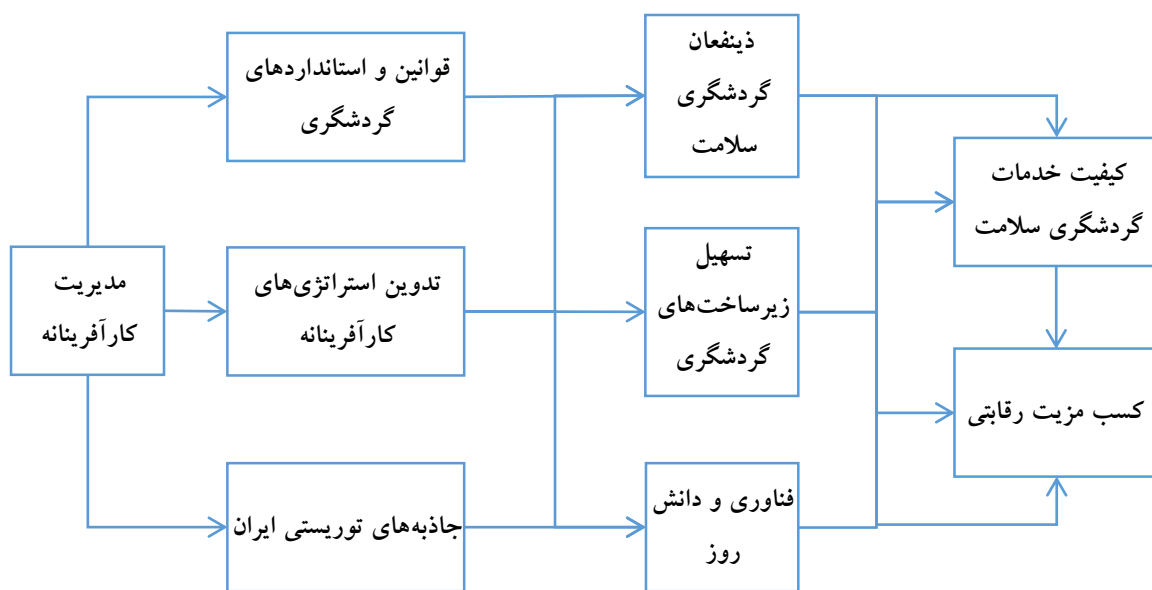 ذینفعان
گردشگری
سلامت
قوانین و استانداردهای
گردشگری
کیفیت خدمات
گردشگری سلامت
مدیریت
کارآفرینانه
تدوین استراتژی‌های
کارآفرینانه
تسهیل
زیرساخت‌های
گردشگری
کسب مزیت رقابتی
جاذبه‌های توریستی ایران
فناوری و دانش
روز